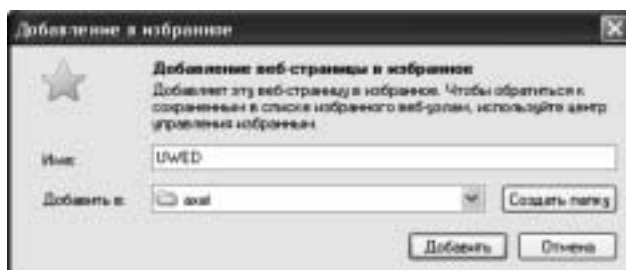 Добавление в избранное
Добавление веб-страницы в избранное
Добавляет эту веб-страницу в избранное. Чтобы обратиться к
сохраненным в списке избранного веб-узлам, используйте центр
управления избранным.
Имя: UWED
Добавить в: axal Создать папку
Добавить Отмена